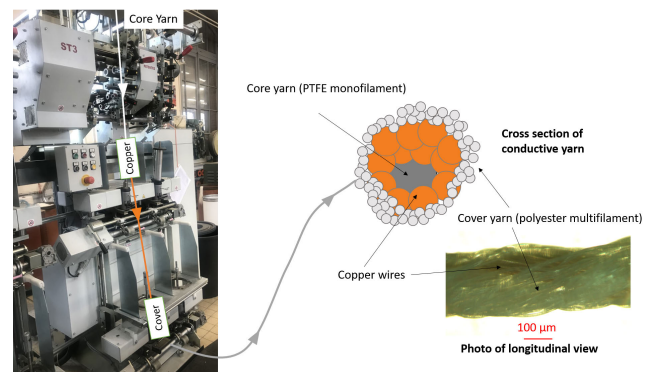 Core Yarn
ST3
Copper
Cover
Core yarn (PTFE monofilament)
Cross section of
conductive yarn
Cover yarn (polyester multifilament)
Copper wires
100 µm
Photo of longitudinal view